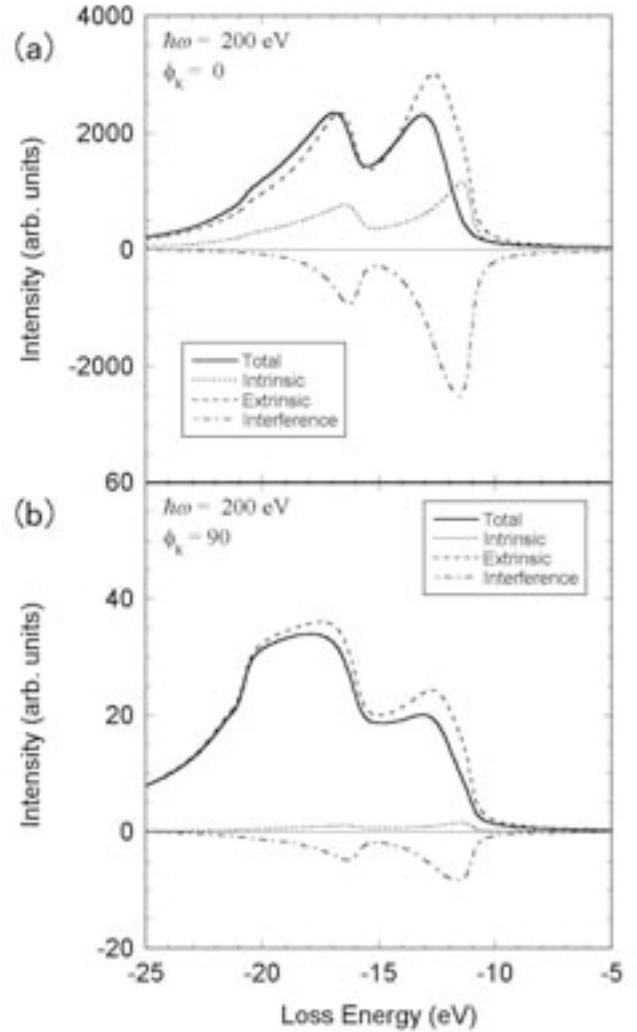 (a)
ħω = 200 eV
ϕk = 0
4000
2000
0
-2000
Intensity (arb. units)
Total
Intrinsic
Extrinsic
Interference
60
(b)
ħω = 200 eV
ϕk = 90
Total
Intrinsic
Extrinsic
Interference
40
20
0
-20
Intensity (arb. units)
-25
-20
-15
-10
-5
Loss Energy (eV)